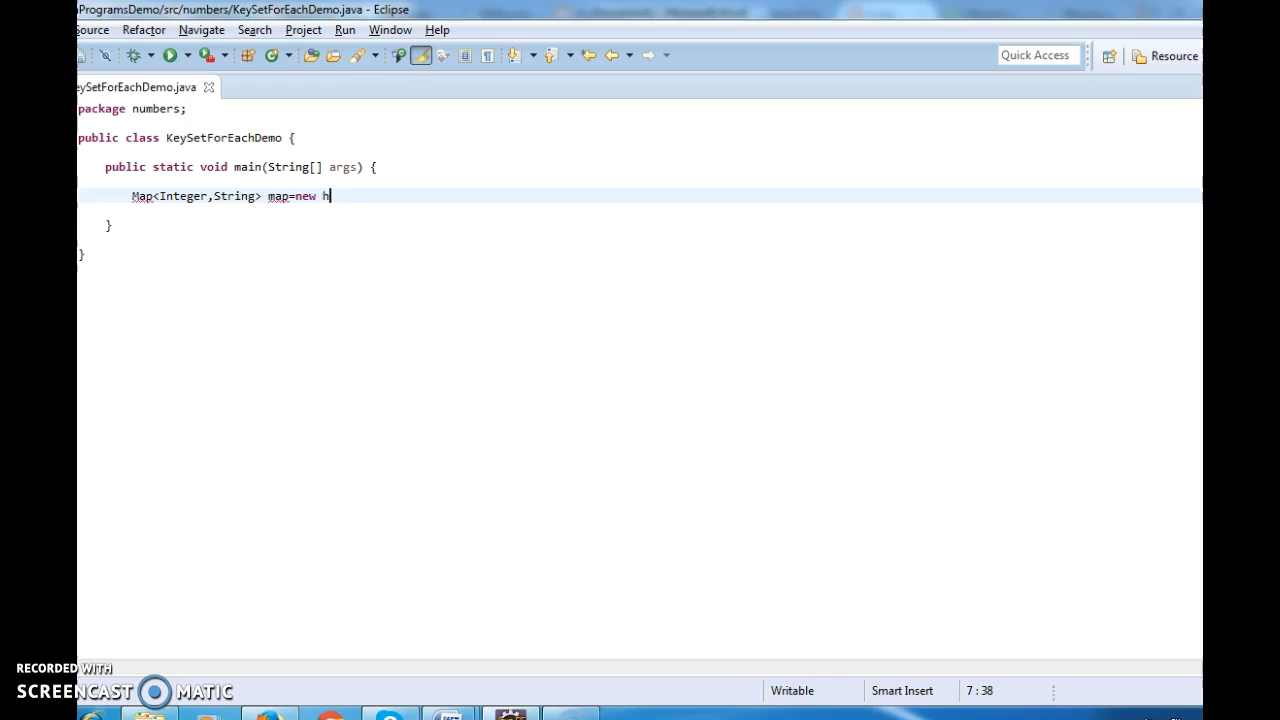 ProgramsDemo/src/numbers/KeySetForEachDemo.java - Eclipse
Source Refactor Navigate Search Project Run Window Help
Quick Access Resource
eySetForEachDemo.java
package numbers;
public class KeySetForEachDemo {
public static void main(String[] args) {
Map<Integer,String> map=new h
}
}
RECORDED WITH
SCREENCAST MATIC
Writable Smart Insert 7 : 38